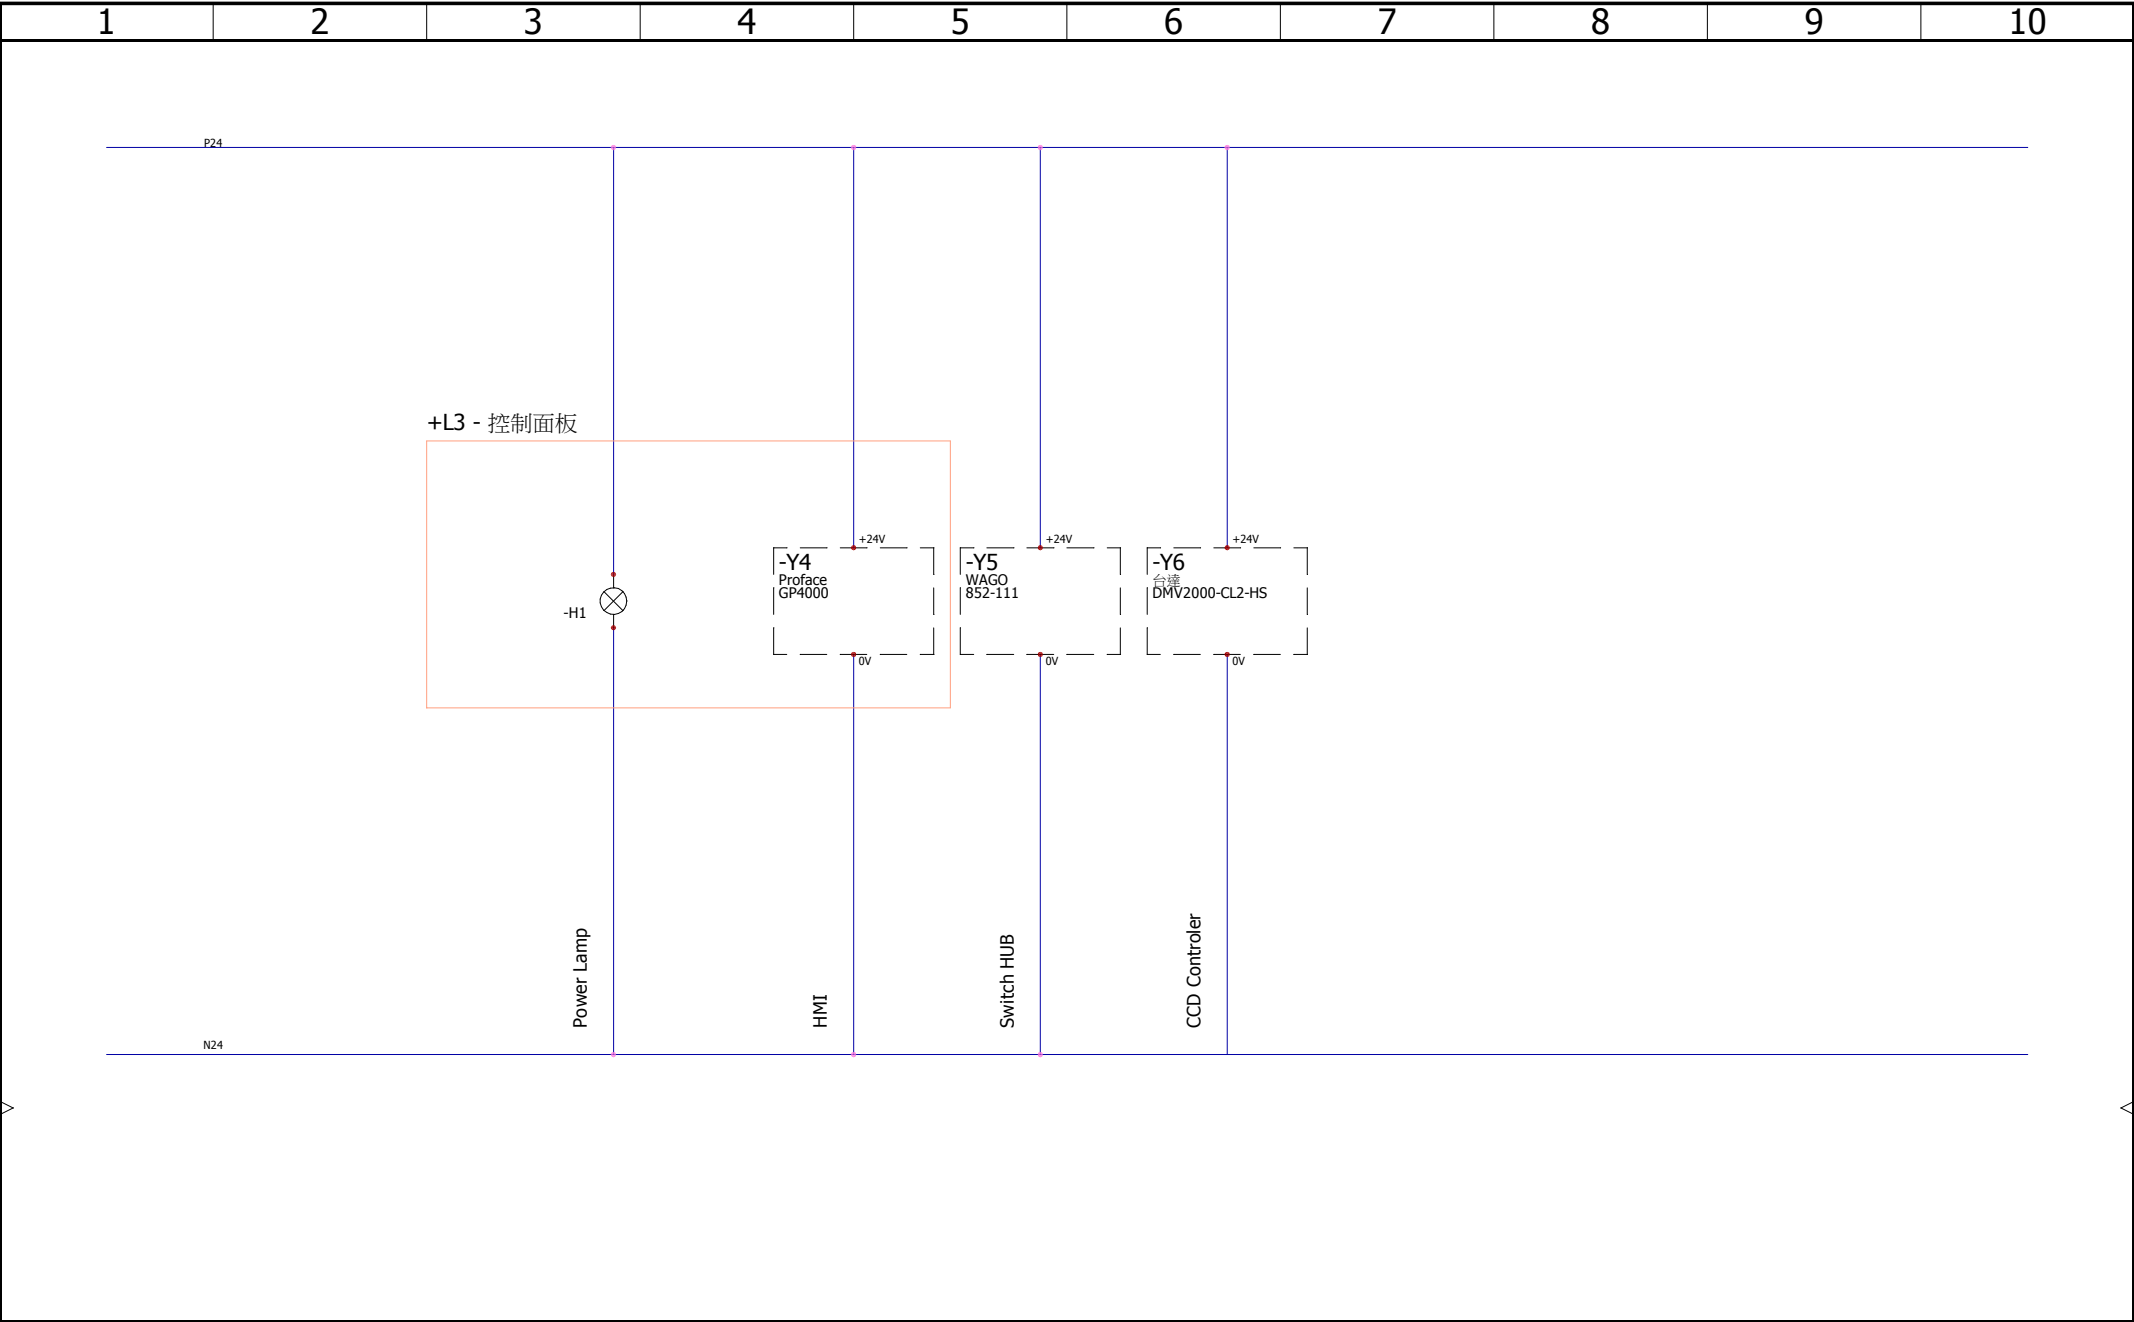 1 2 3 4 5 6 7 8 9 10
P24
+L3 - 控制面板
+24V +24V +24V
-Y4
Proface
GP4000
-Y5
WAGO
852-111
-Y6
台達
DMV2000-CL2-HS
-H1
0V 0V 0V
Power Lamp
HMI
Switch HUB
CCD Controler
N24